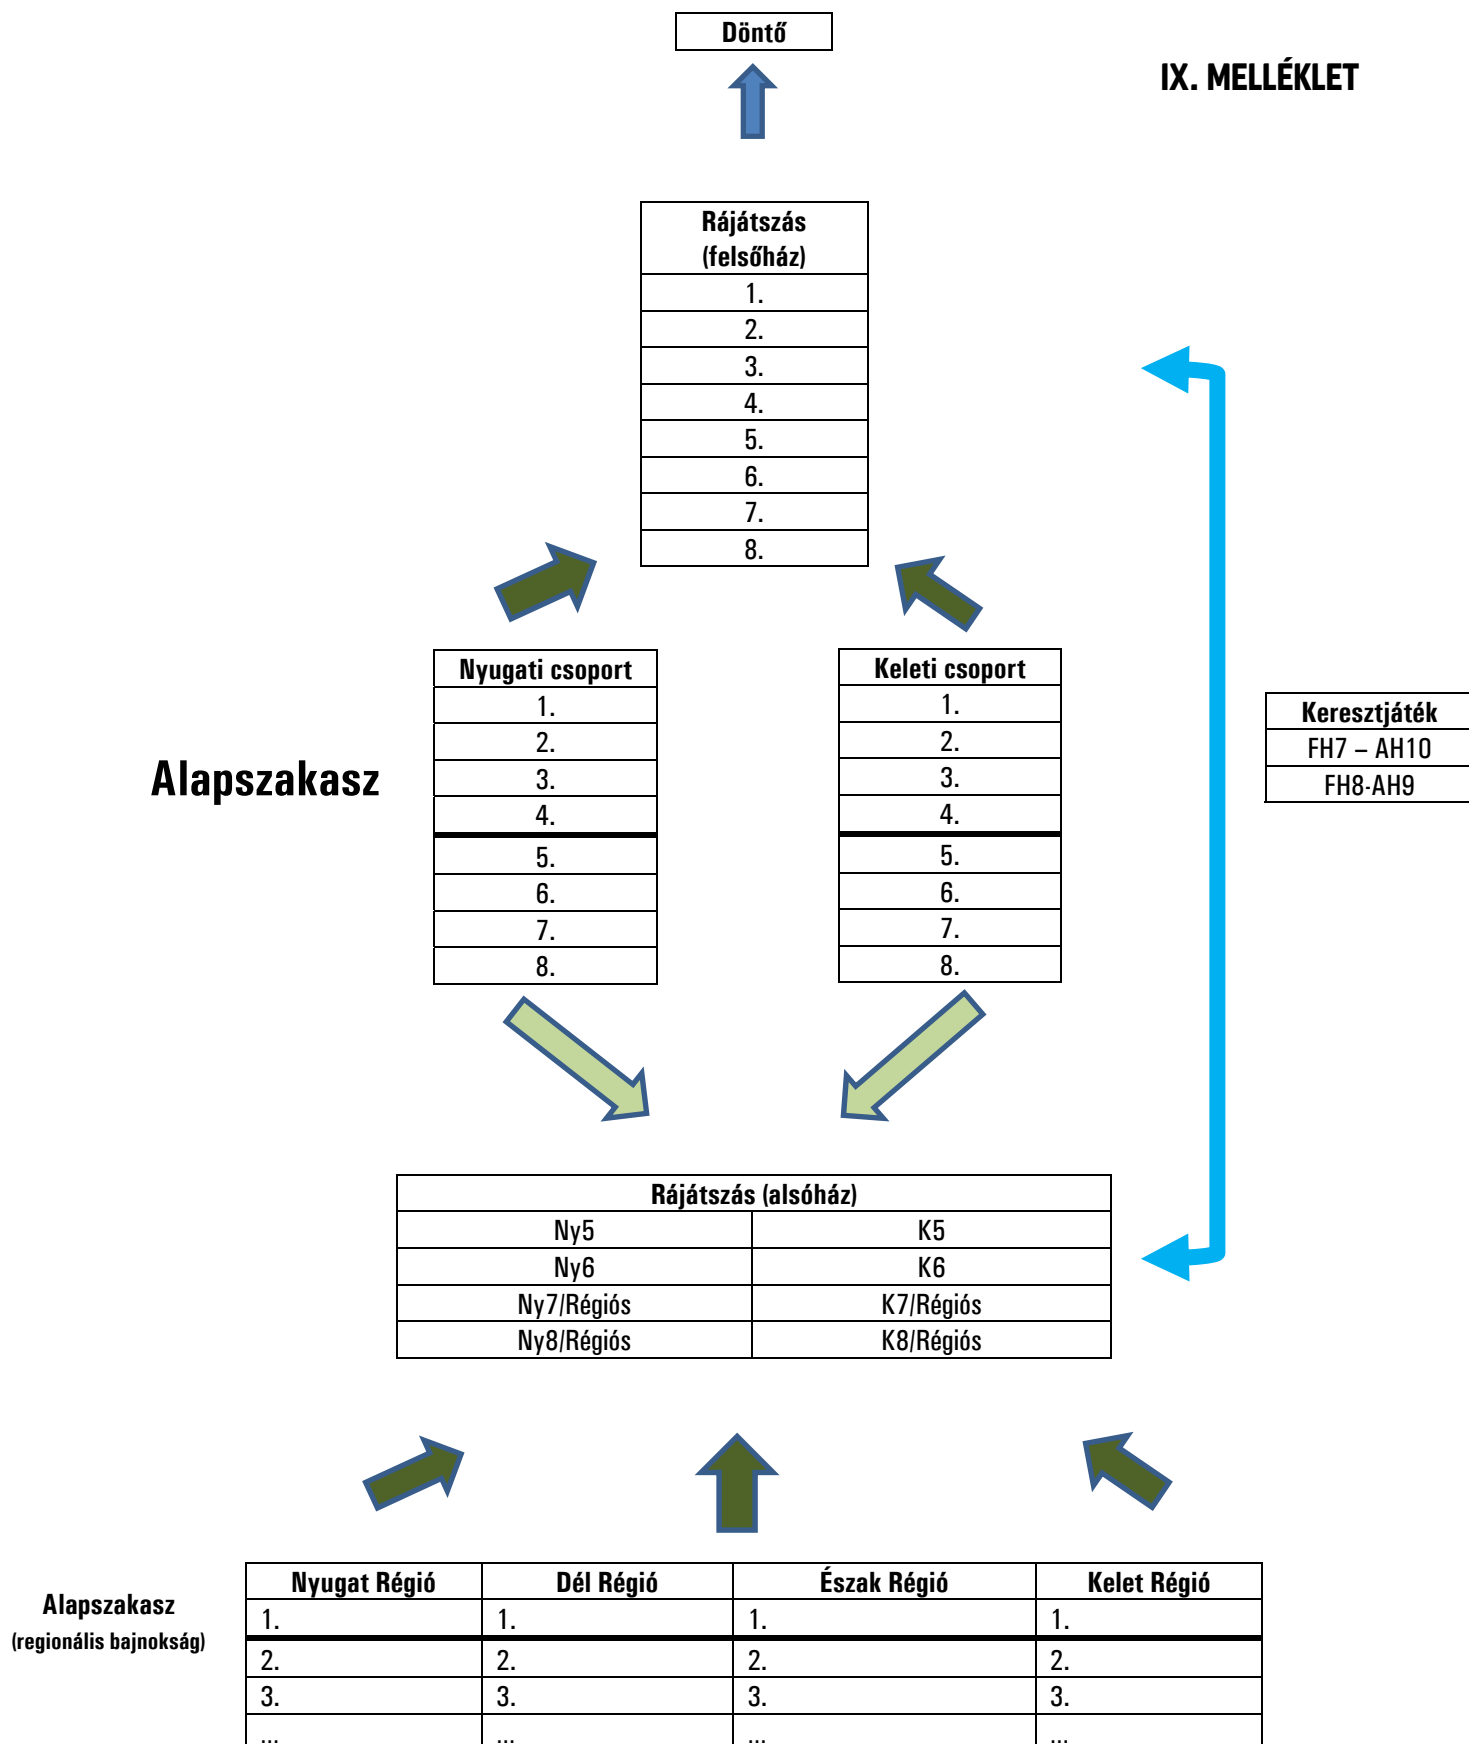 Döntő
IX. MELLÉKLET
Rájátszás
(felsőház)
1.
2.
3.
4.
5.
6.
7.
8.
Nyugati csoport
1.
2.
3.
4.
5.
6.
7.
8.
Keleti csoport
1.
2.
3.
4.
5.
6.
7.
8.
Alapszakasz
Keresztjáték
FH7 – AH10
FH8-AH9
Rájátszás (alsóház)
Ny5 K5
Ny6 K6
Ny7/Régiós K7/Régiós
Ny8/Régiós K8/Régiós
Alapszakasz
(regionális bajnokság)
Nyugat Régió Dél Régió Észak Régió Kelet Régió
1. 1. 1. 1.
2. 2. 2. 2.
3. 3. 3. 3.
... ... ... ...